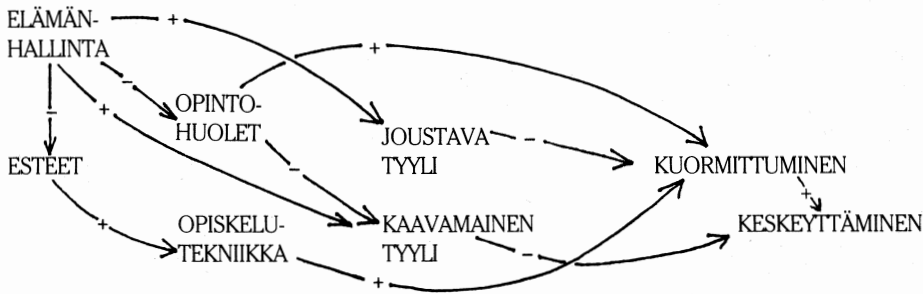 ELÄMÄN-
HALLINTA
+
+
–
–
+
OPINTO-
HUOLET
ESTEET
JOUSTAVA
TYYLI
–
KUORMITTUMINEN
–
+
+
OPISKELU-
TEKNIIKKA
KAAVAMAINEN
TYYLI
–
KESKEYTTÄMINEN
+